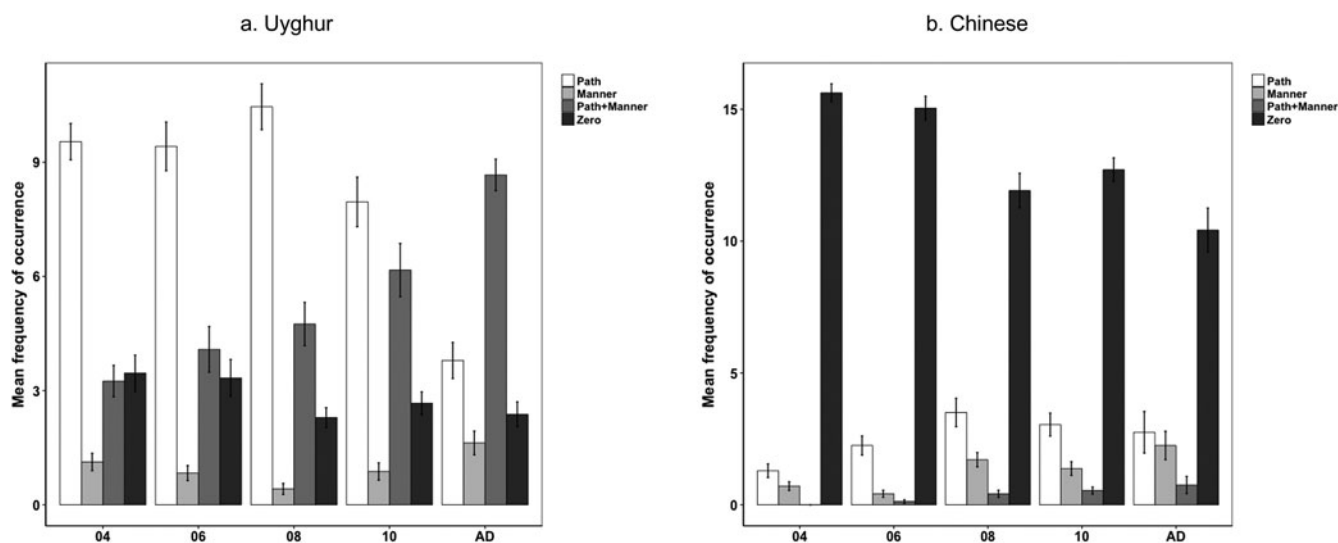 a. Uyghur
Mean frequency of occurrence
9
6
3
0
04 06 08 10 AD
Path
Manner
Path+Manner
Zero
b. Chinese
Mean frequency of occurrence
15
10
5
0
04 06 08 10 AD
Path
Manner
Path+Manner
Zero